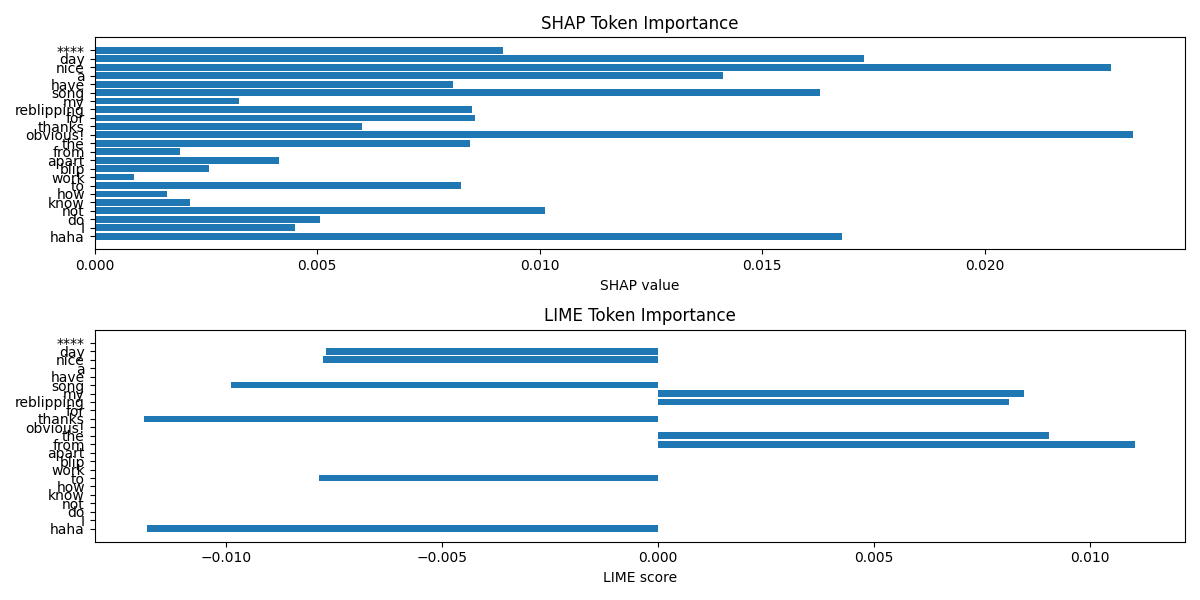 SHAP Token Importance
****
day
nice
a
have
song
my
reblipping
for
thanks
obvious!
the
from
apart
blip
work
to
how
know
not
do
i
haha
0.000 0.005 0.010 0.015 0.020
SHAP value
LIME Token Importance
****
day
nice
a
have
song
my
reblipping
for
thanks
obvious!
the
from
apart
blip
work
to
how
know
not
do
i
haha
−0.010 −0.005 0.000 0.005 0.010
LIME score